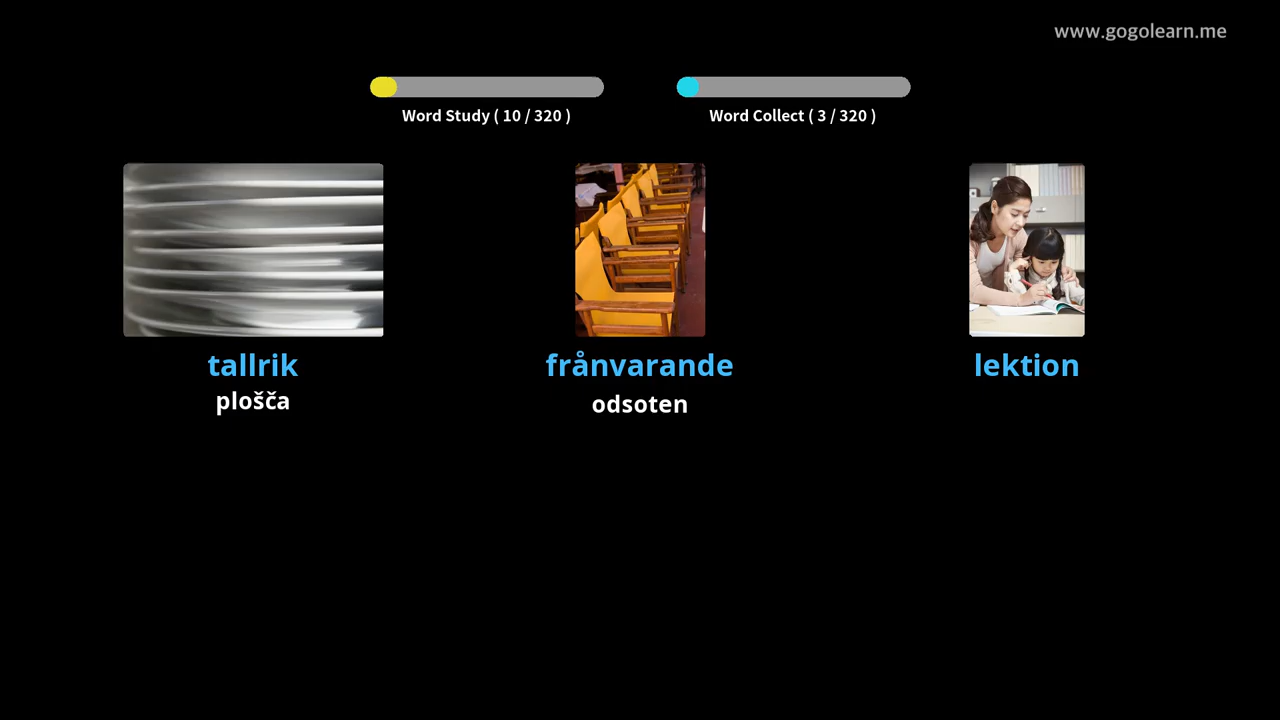 www.gogolearn.me
Word Study ( 10 / 320 )
Word Collect ( 3 / 320 )
tallrik
plošča
frånvarande
odsoten
lektion